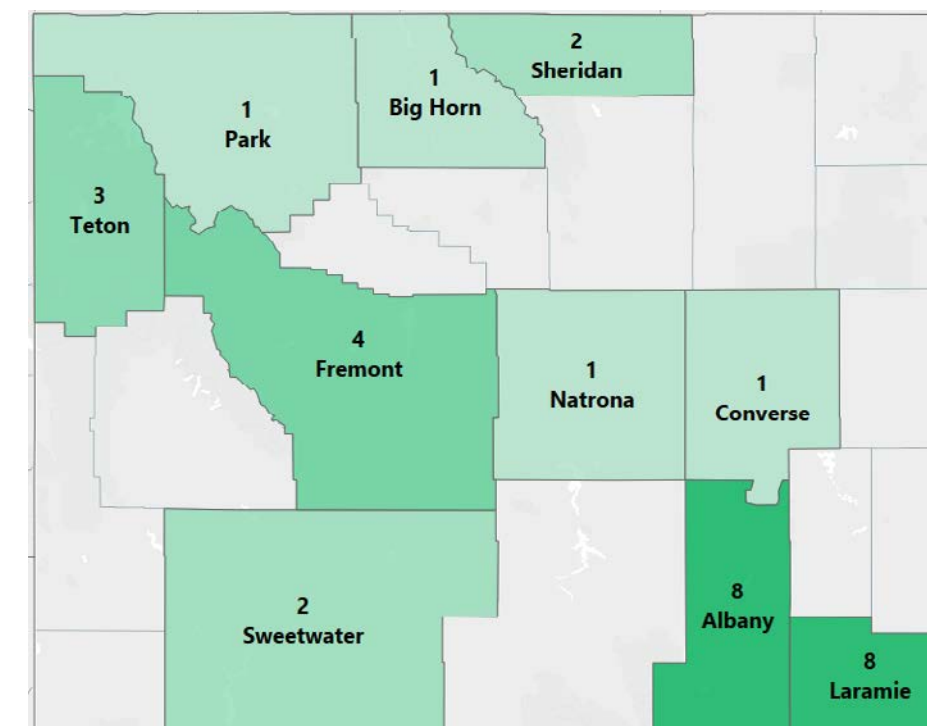 2
Sheridan
1
Big Horn
1
Park
3
Teton
4
Fremont
1
Natrona
1
Converse
8
Albany
2
Sweetwater
8
Laramie